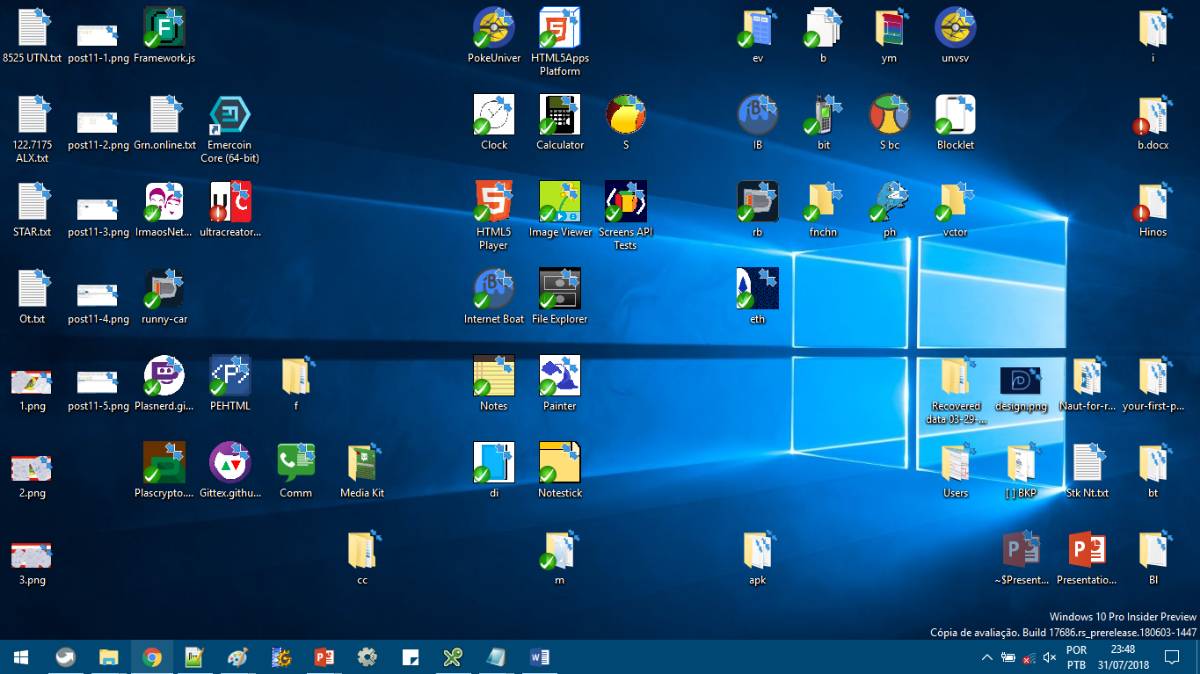 8525 UTN.txt
post11-1.png
Framework.js
PokeUniver
HTML5Apps
Platform
ev
b
ym
unvsv
i
122.7175
ALX.txt
post11-2.png
Grn.online.txt
Emercoin
Core (64-bit)
Clock
Calculator
S
IB
bit
S bc
Blocklet
b.docx
STAR.txt
post11-3.png
IrmaosNet...
ultracreator...
HTML5
Player
Image Viewer
Screens API
Tests
rb
fnchn
ph
vctor
Hinos
Ot.txt
post11-4.png
runny-car
Internet Boat
File Explorer
eth
1.png
post11-5.png
Plasnerd.gi...
PEHTML
f
Notes
Painter
Recovered
data 03-29-...
design.png
Naut-for-r...
your-first-p...
2.png
Plascrypto....
Gittex.githu...
Comm
Media Kit
di
Notestick
Users
[ ] BKP
Stk Nt.txt
bt
3.png
cc
m
apk
~$Present...
Presentatio...
BI
Windows 10 Pro Insider Preview
Cópia de avaliação. Build 17686.rs_prerelease.180603-1447
POR
PTB
23:48
31/07/2018